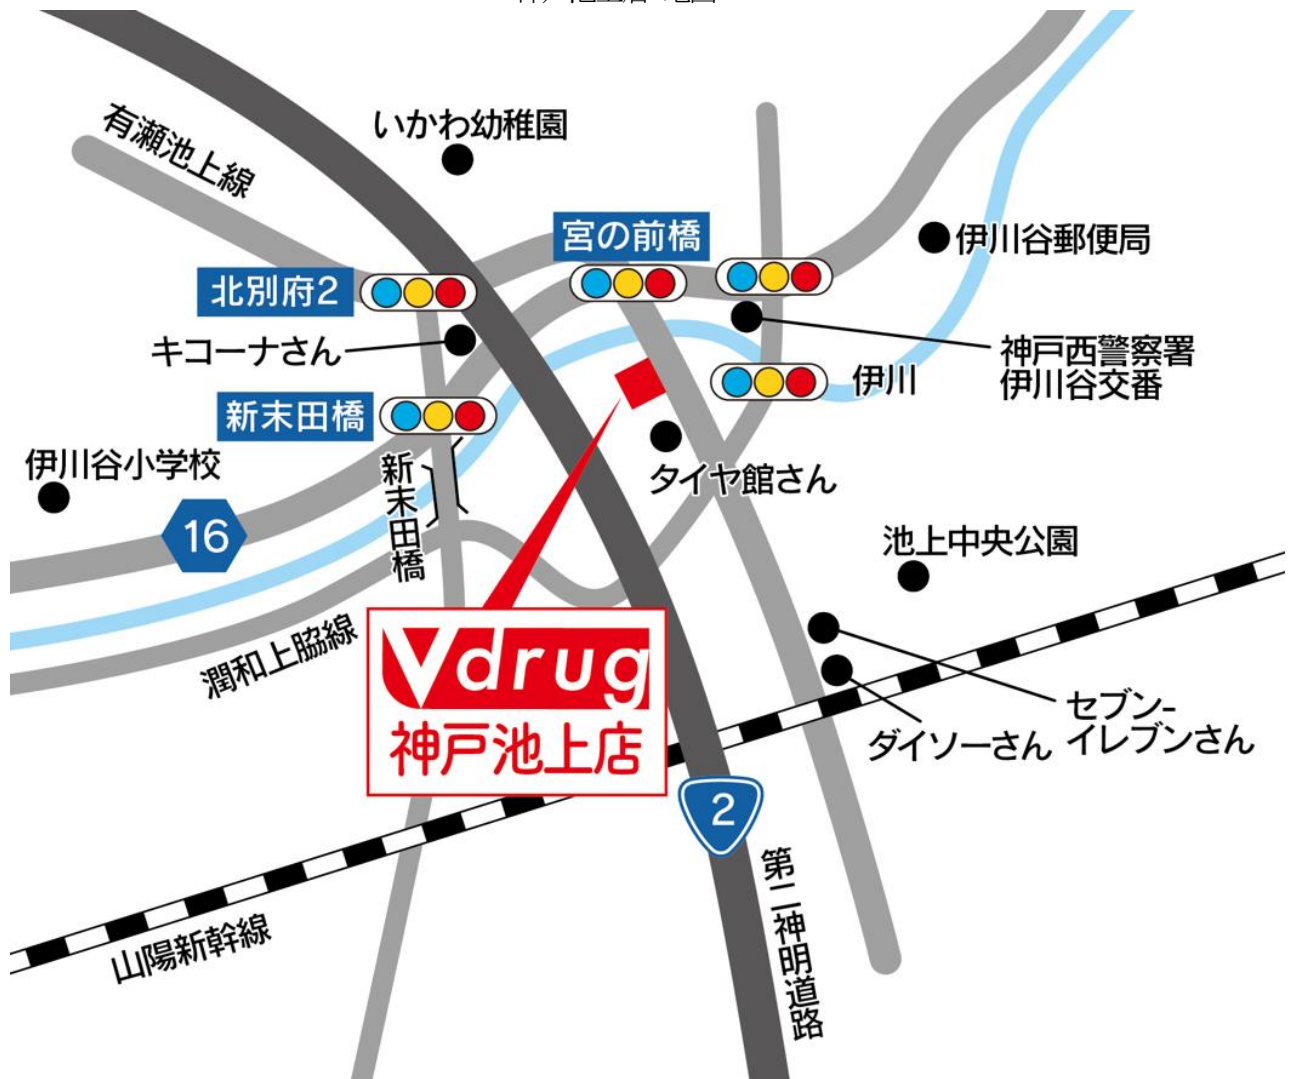 有瀬池上線
いかわ幼稚園
宮の前橋
伊川谷郵便局
北別府2
キコーナさん
神戸西警察署
伊川谷交番
伊川
新末田橋
伊川谷小学校
新末田橋
タイヤ館さん
16
池上中央公園
潤和上脇線
Vdrug
神戸池上店
セブン-
イレブンさん
ダイソーさん
2
第二神明道路
山陽新幹線